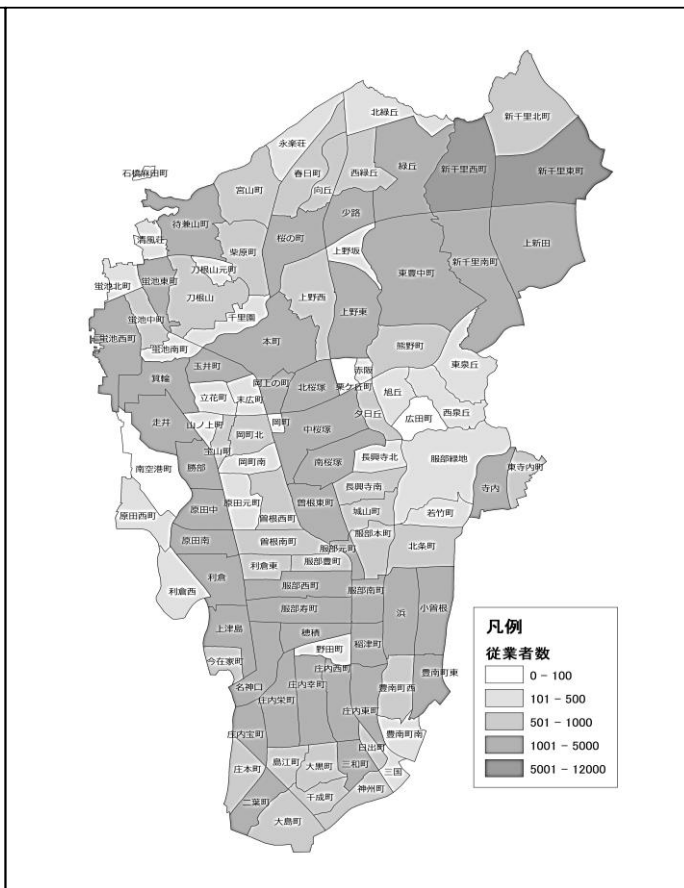 北緑丘
新千里北町
永楽荘
石橋麻田町
春日町
西緑丘
緑丘
新千里西町
新千里東町
宮山町
向丘
少路
待兼山町
清風荘
柴原町
桜の町
上野坂
東豊中町
新千里南町
上新田
刀根山元町
蛍池北町
蛍池東町
刀根山
上野西
上野東
蛍池中町
千里園
蛍池西町
蛍池南町
本町
熊野町
東泉丘
玉井町
箕輪
岡上の町
北桜塚
赤阪
栗ケ丘町
旭丘
立花町
末広町
夕日丘
広田町
西泉丘
走井
山ノ上町
岡町北
岡町
中桜塚
宝山町
岡町南
南桜塚
長興寺北
服部緑地
東寺内町
南空港町
勝部
長興寺南
寺内
原田西町
原田中
原田元町
曽根西町
曽根東町
城山町
若竹町
原田南
曽根南町
服部元町
服部本町
北条町
利倉東
服部豊町
利倉西
利倉
服部西町
服部南町
浜
小曽根
服部寿町
上津島
穂積
稲津町
今在家町
野田町
名神口
庄内西町
庄内幸町
庄内栄町
豊南町西
豊南町東
庄内東町
庄内宝町
日出町
豊南町南
庄本町
島江町
大黒町
三和町
三国
千成町
神州町
二葉町
大島町
凡例
従業者数
0 - 100
101 - 500
501 - 1000
1001 - 5000
5001 - 12000